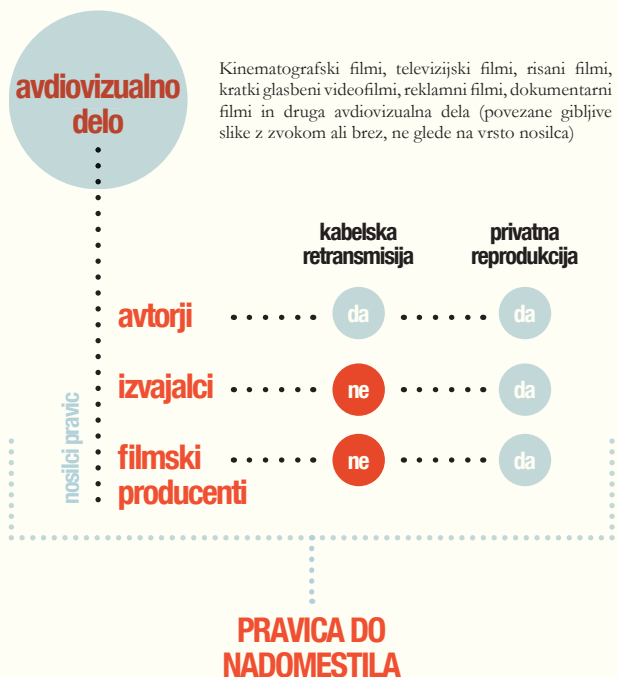 avdiovizualno
delo
Kinematografski filmi, televizijski filmi, risani filmi,
kratki glasbeni videofilmi, reklamni filmi, dokumentarni
filmi in druga avdiovizualna dela (povezane gibljive
slike z zvokom ali brez, ne glede na vrsto nosilca)
kabelska
retransmisija
privatna
reprodukcija
nosilci pravic
avtorji
da
da
izvajalci
ne
da
filmski
producenti
ne
da
PRAVICA DO
NADOMESTILA